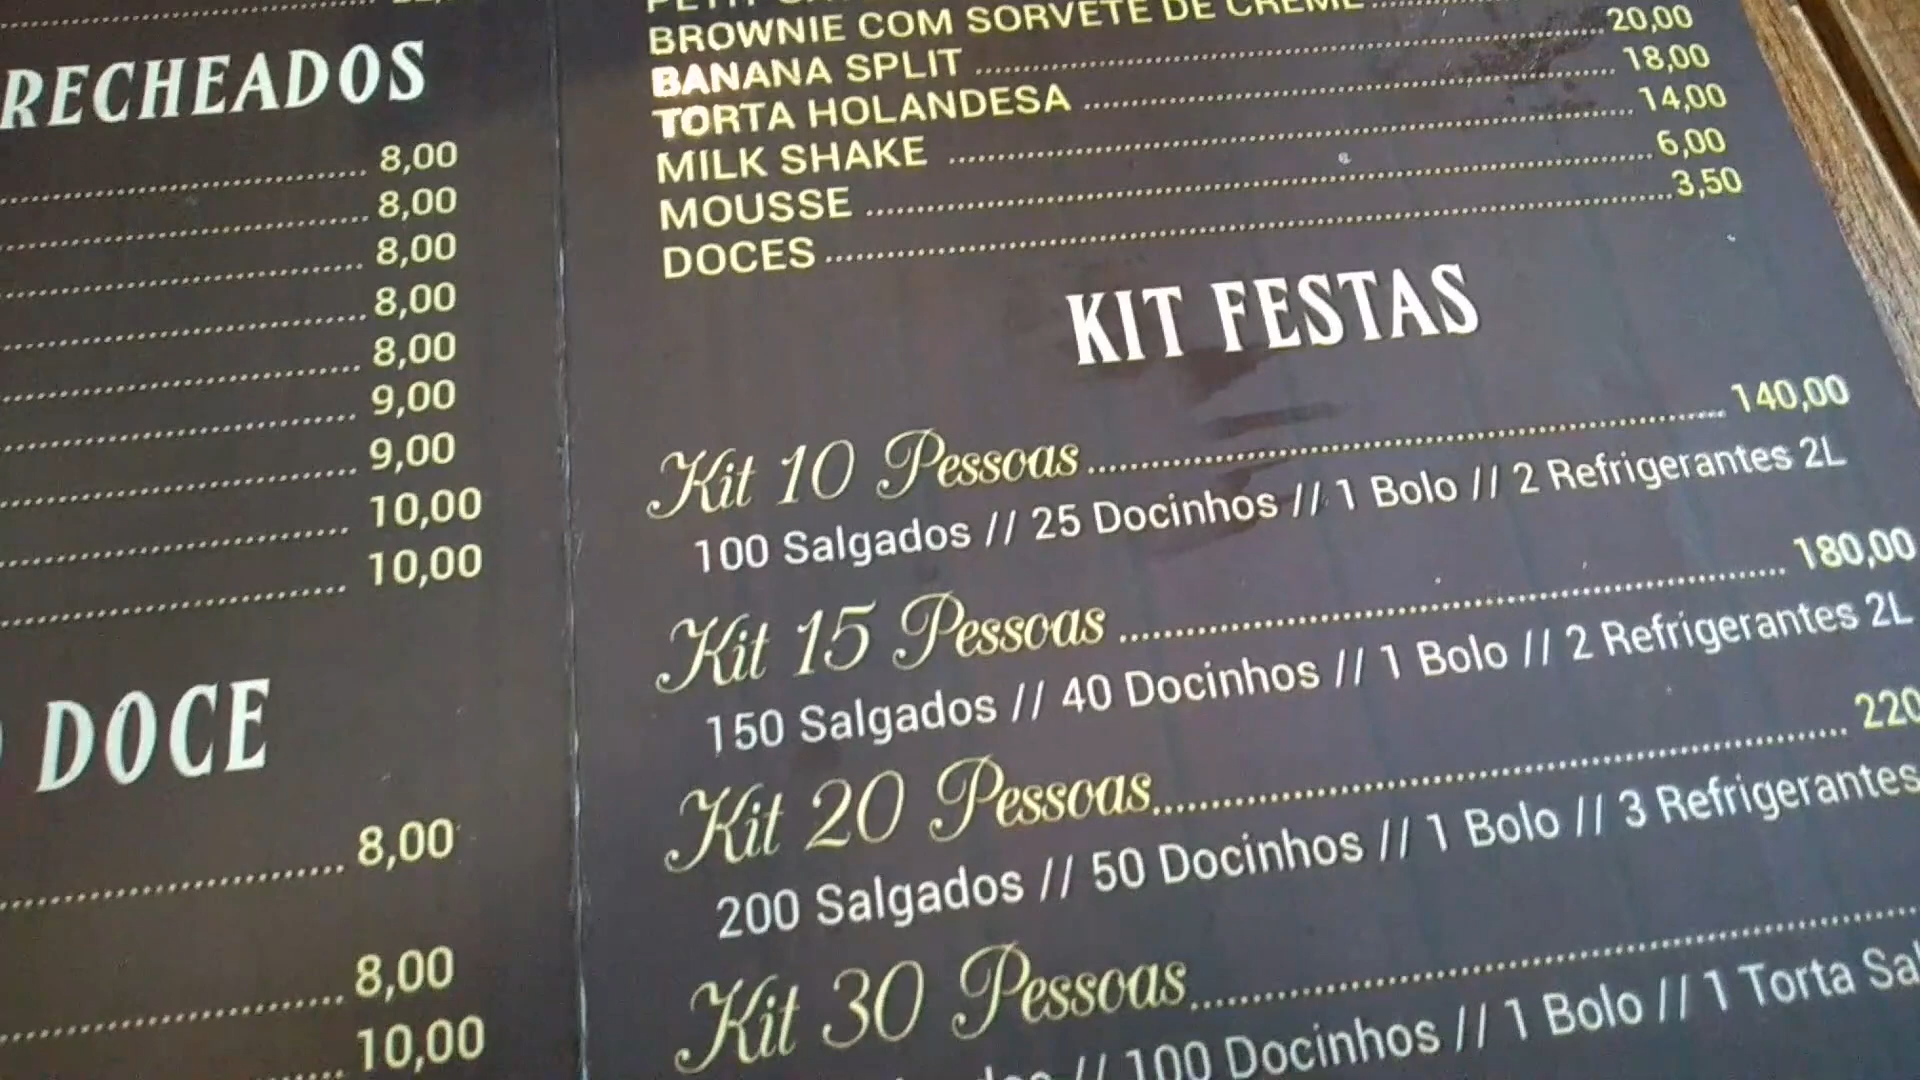 RECHEADOS
8,00
8,00
8,00
8,00
8,00
9,00
9,00
10,00
10,00
DOCE
8,00
8,00
10,00
BROWNIE COM SORVETE DE CREME
BANANA SPLIT 20,00
TORTA HOLANDESA 18,00
MILK SHAKE 14,00
MOUSSE 6,00
DOCES 3,50
KIT FESTAS
Kit 10 Pessoas 140,00
100 Salgados // 25 Docinhos // 1 Bolo // 2 Refrigerantes 2L
Kit 15 Pessoas 180,00
150 Salgados // 40 Docinhos // 1 Bolo // 2 Refrigerantes 2L
Kit 20 Pessoas 220
200 Salgados // 50 Docinhos // 1 Bolo // 3 Refrigerantes
Kit 30 Pessoas
// 100 Docinhos // 1 Bolo // 1 Torta Sal